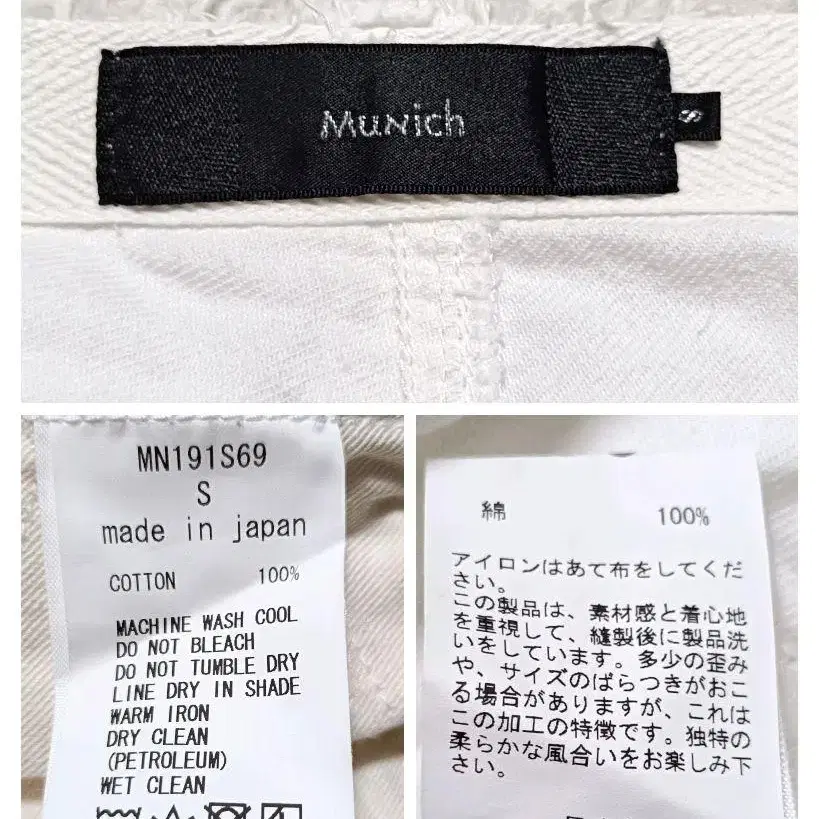 Munich
S
MN191S69
S
made in japan
COTTON 100%
MACHINE WASH COOL
DO NOT BLEACH
DO NOT TUMBLE DRY
LINE DRY IN SHADE
WARM IRON
DRY CLEAN
(PETROLEUM)
WET CLEAN
綿 100%
アイロンはあて布をしてくだ
さい。
この製品は、素材感と着心地
を重視して、縫製後に製品洗
いをしています。多少の歪み
や、サイズのばらつきがおこ
る場合がありますが、これは
この加工の特徴です。独特の
柔らかな風合いをお楽しみ下
さい。